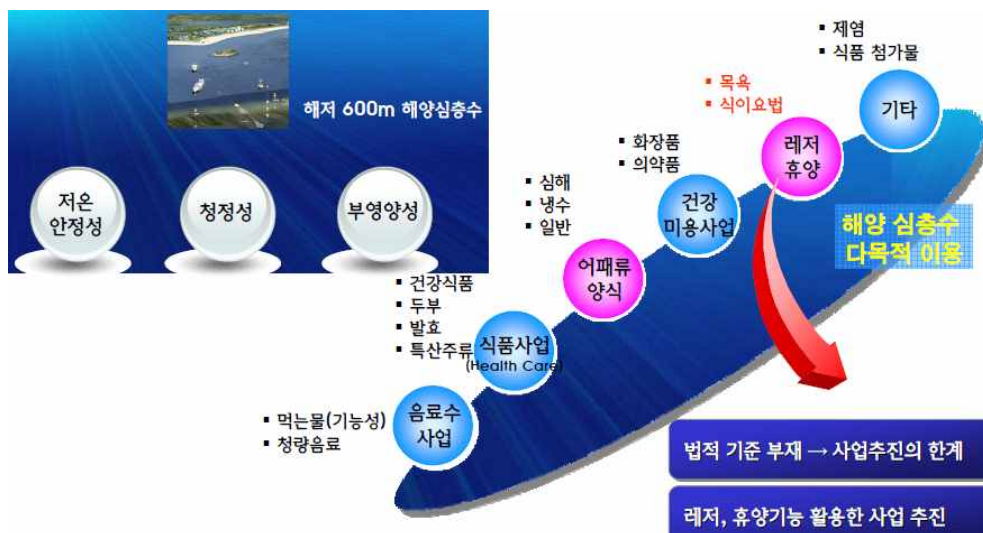 해저 600m 해양심층수
저온
안정성
청정성
부영양성
▪ 제염
▪ 식품 첨가물
기타
▪ 목욕
▪ 식이요법
레저
휴양
▪ 화장품
▪ 의약품
건강
미용사업
▪ 심해
▪ 냉수
▪ 일반
어패류
양식
▪ 건강식품
▪ 두부
▪ 발효
▪ 특산주류
식품사업
(Health Care)
▪ 먹는물(기능성)
▪ 청량음료
음료수
사업
해양 심층수
다목적 이용
법적 기준 부재 → 사업추진의 한계
레저, 휴양기능 활용한 사업 추진